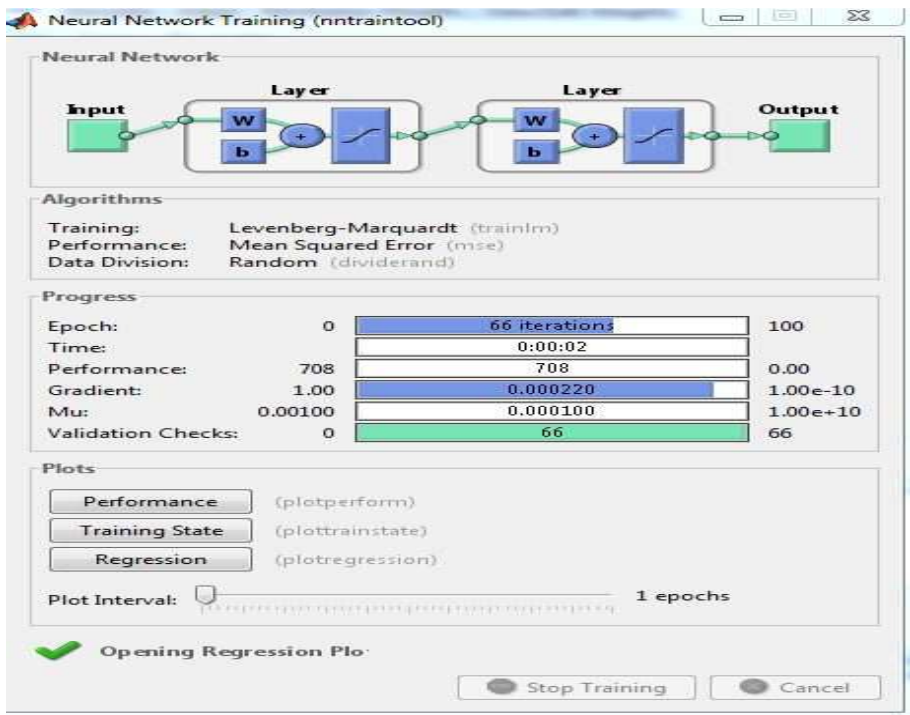 Neural Network Training (nntraintool)
Neural Network
Layer Layer
Input Output
W W
+ +
b b
Algorithms
Training: Levenberg-Marquardt (trainlm)
Performance: Mean Squared Error (mse)
Data Division: Random (dividerand)
Progress
Epoch: 0 66 iterations 100
Time: 0:00:02
Performance: 708 708 0.00
Gradient: 1.00 0.000220 1.00e-10
Mu: 0.00100 0.000100 1.00e+10
Validation Checks: 0 66 66
Plots
Performance (plotperform)
Training State (plottrainstate)
Regression (plotregression)
Plot Interval: 1 epochs
Opening Regression Plo
Stop Training Cancel